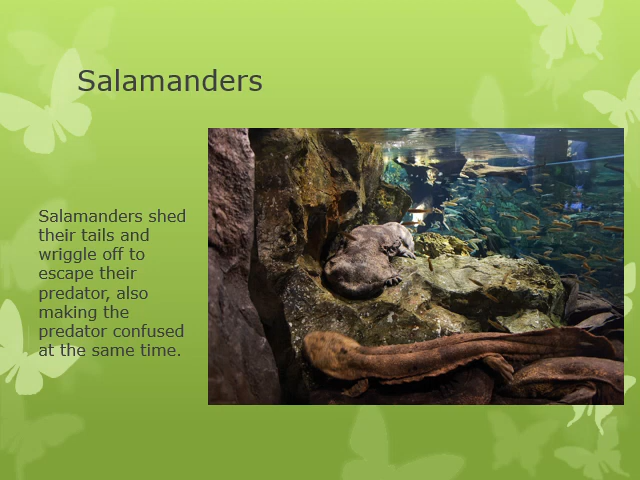 Salamanders
Salamanders shed
their tails and
wriggle off to
escape their
predator, also
making the
predator confused
at the same time.